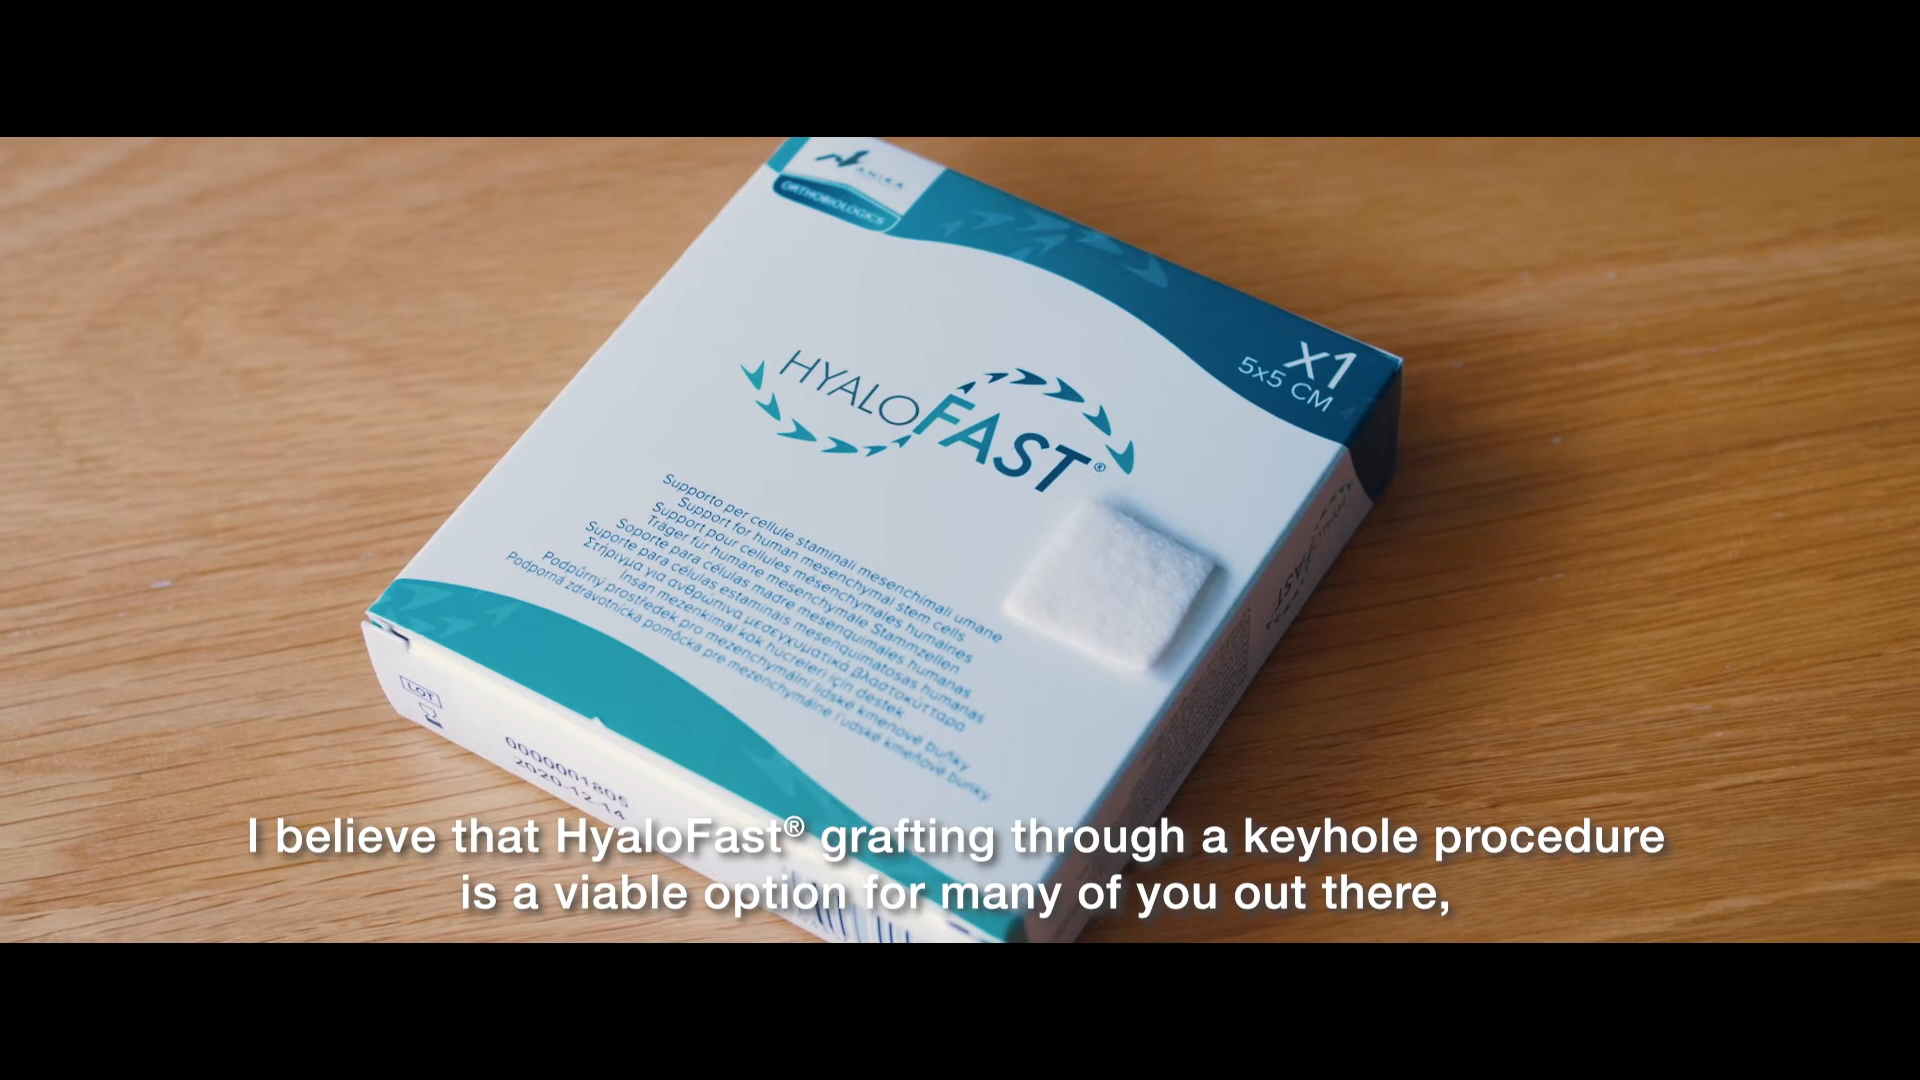 ANIKA
ORTHOBIOLOGICS
X1
5x5 CM
HYALOFAST®
Supporto per cellule staminali mesenchimali umane
Support for human mesenchymal stem cells
Support pour cellules mésenchymales humaines
Träger für humane mesenchymale Stammzellen
Soporte para células madre mesenquimales humanas
Suporte para células estaminais mesenquimatosas humanas
Στήριγμα για ανθρώπινα μεσεγχυματικά βλαστοκύτταρα
İnsan mezenkimal kök hücreleri için destek
Podpůrný prostředek pro mezenchymální lidské kmenové buňky
Podporná zdravotnícka pomôcka pre mezenchymálne ľudské kmeňové bunky
LOT
0000001805
2020-12-14
I believe that HyaloFast® grafting through a keyhole procedure
is a viable option for many of you out there,